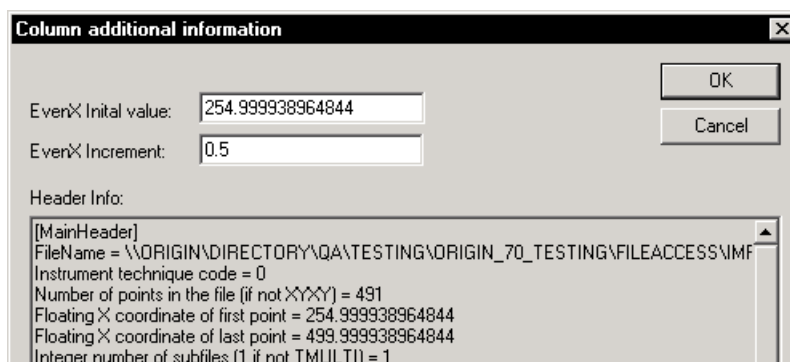 Column additional information
OK
EvenX Inital value: 254.999938964844
Cancel
EvenX Increment: 0.5
Header Info:
[MainHeader]
FileName = \\ORIGIN\DIRECTORY\QA\TESTING\ORIGIN_70_TESTING\FILEACCESS\IMF
Instrument technique code = 0
Number of points in the file (if not XYXY) = 491
Floating X coordinate of first point = 254.999938964844
Floating X coordinate of last point = 499.999938964844
Integer number of subfiles (1 if not TMULTI) = 1